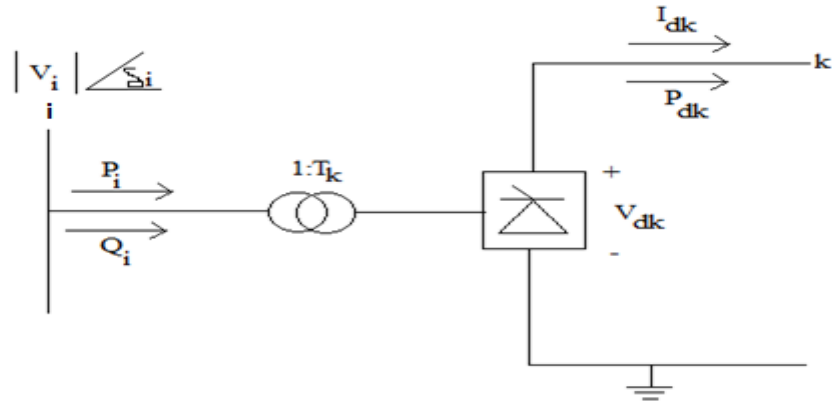 I_dk
|V_i| ∠δ_i
k
i
P_dk
P_i
1:T_k
+
V_dk
Q_i
-